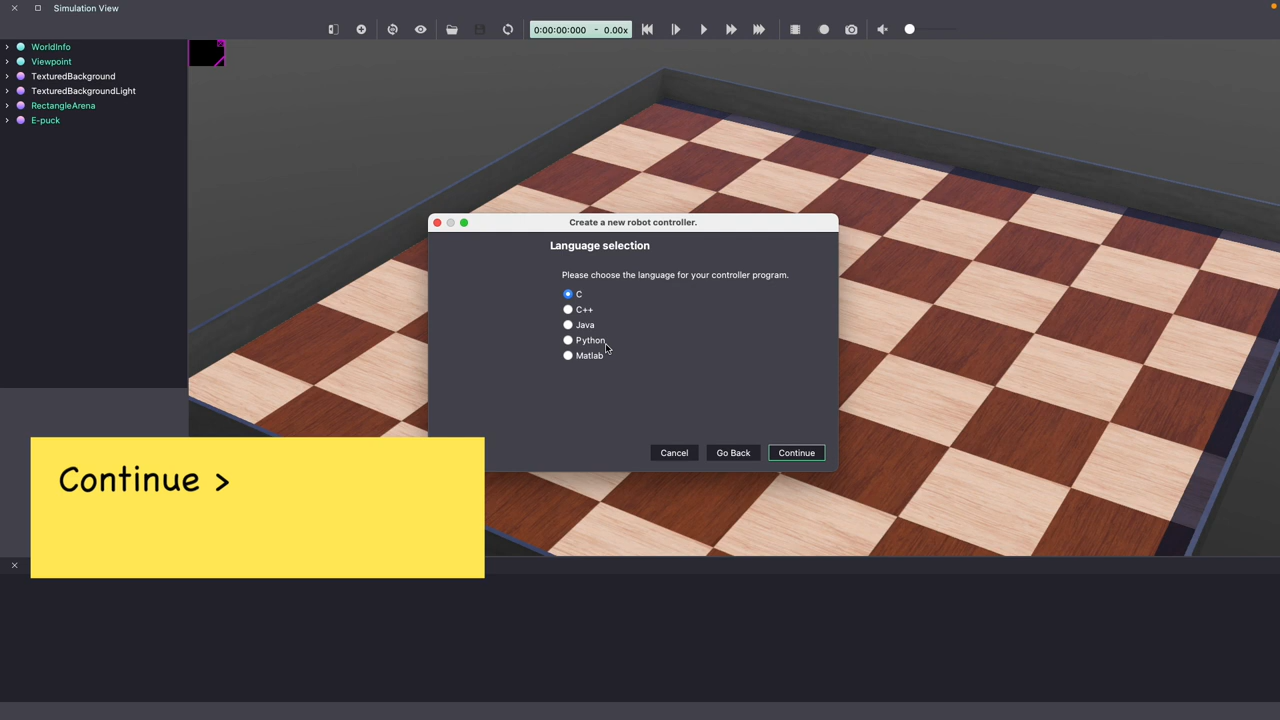 Simulation View
0:00:00:000 - 0.00x
WorldInfo
Viewpoint
TexturedBackground
TexturedBackgroundLight
RectangleArena
E-puck
Create a new robot controller.
Language selection
Please choose the language for your controller program.
C
C++
Java
Python
Matlab
Cancel
Go Back
Continue
Continue >